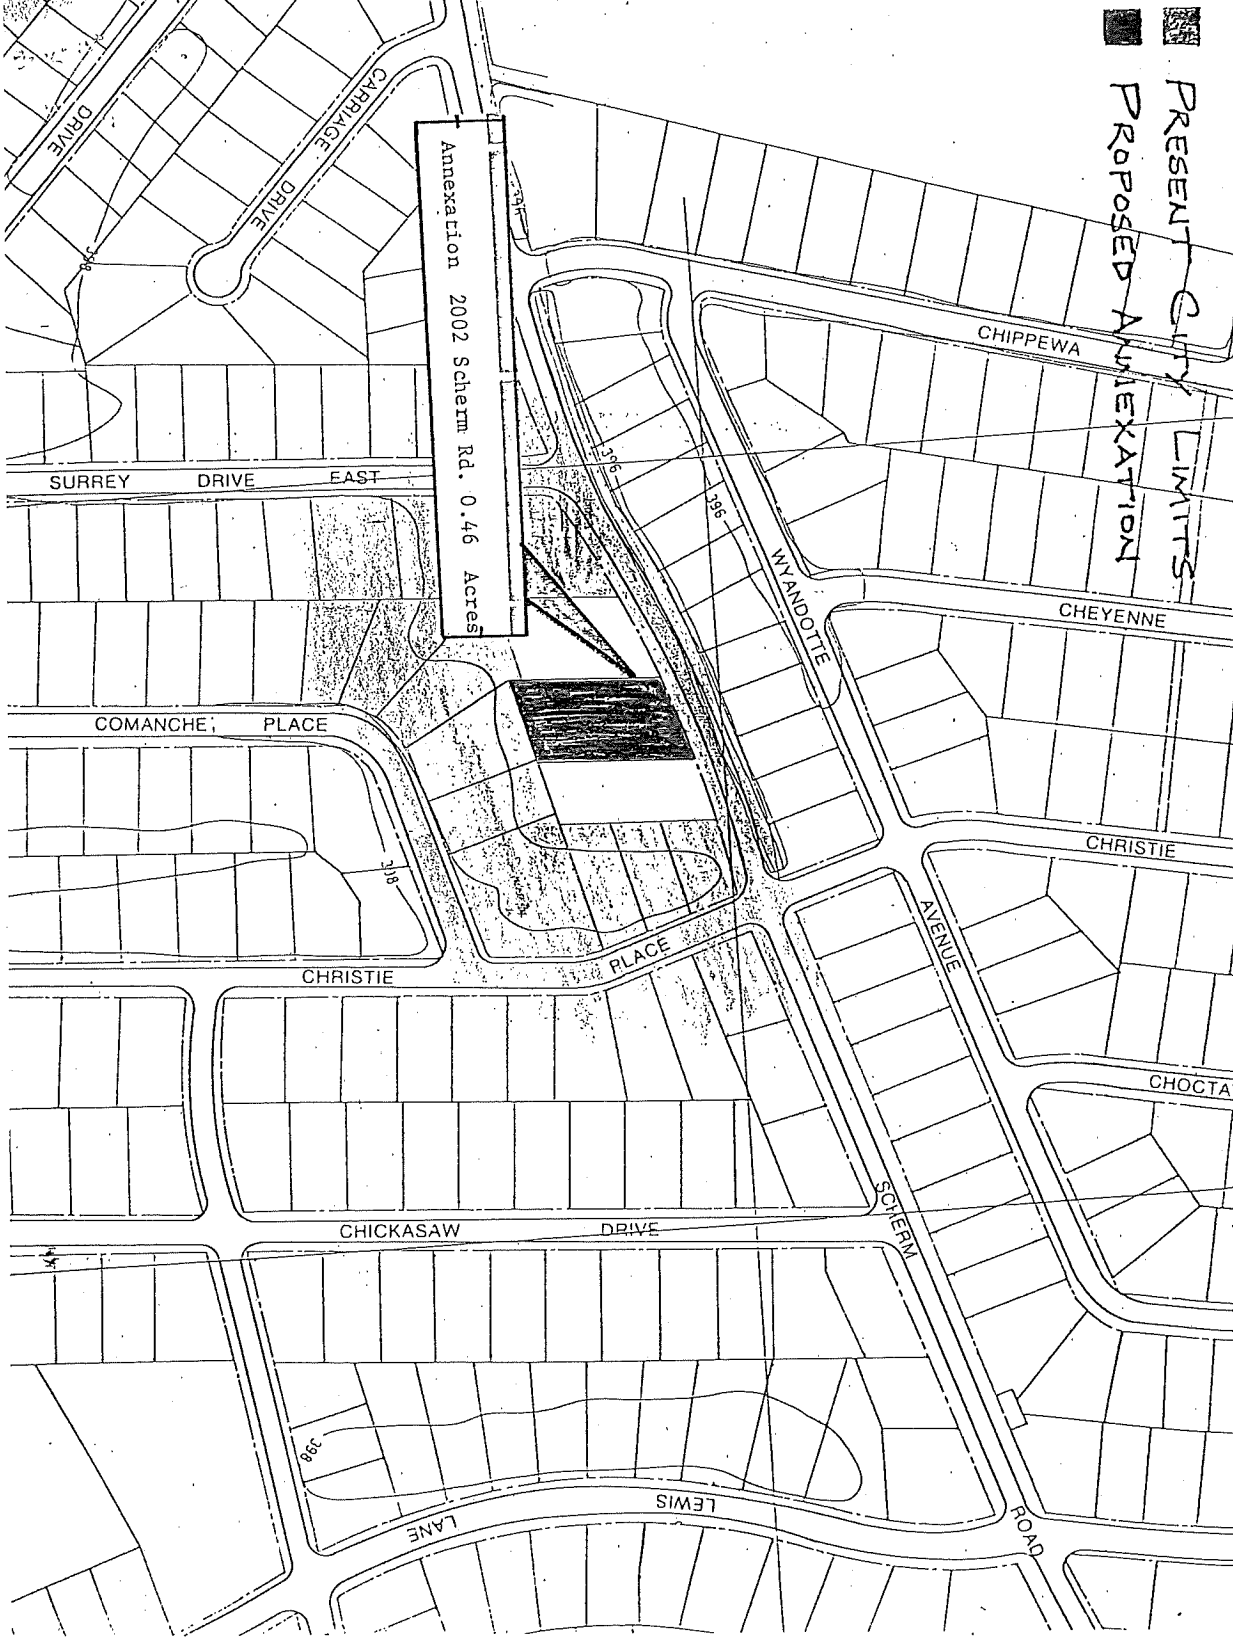 PRESENT CITY LIMITS
PROPOSED ANNEXATION
Annexation 2002 Scherm Rd. 0.46 Acres
CARRIAGE DRIVE
DRIVE
CHIPPEWA
SURREY DRIVE EAST
WYANDOTTE
AVENUE
CHEYENNE
COMANCHE PLACE
CHRISTIE
CHRISTIE PLACE
CHOCTA
CHICKASAW DRIVE
SCHERM
ROAD
LEWIS
LANE
398
396
396
398
398